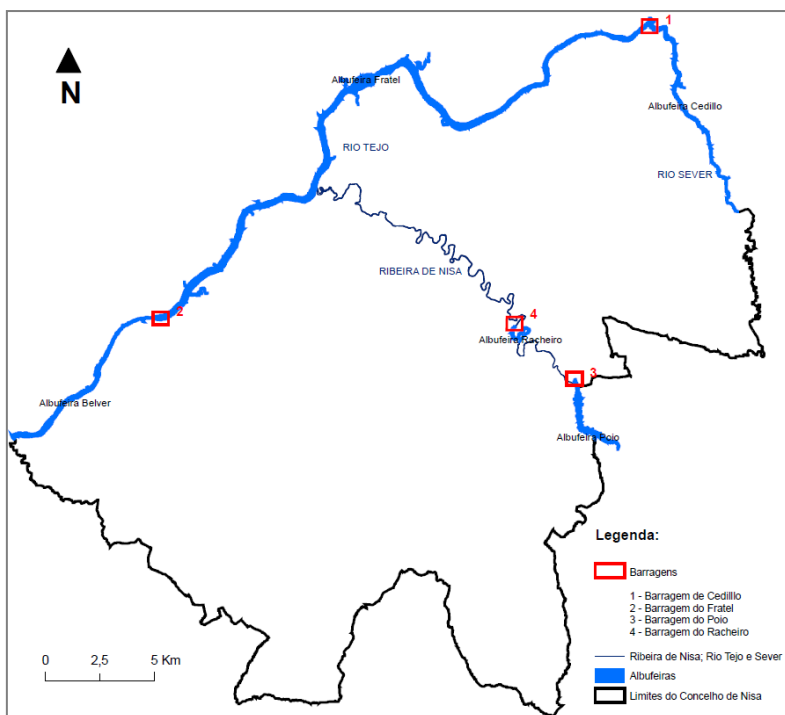 1
N
Albufeira Fratel
Albufeira Cedillo
RIO TEJO
RIO SEVER
RIBEIRA DE NISA
2
4
Albufeira Racheiro
3
Albufeira Belver
Albufeira Poio
Legenda:
Barragens
1 - Barragem de Cedilllo
2 - Barragem do Fratel
3 - Barragem do Poio
4 - Barragem do Racheiro
0 2,5 5 Km
Ribeira de Nisa; Rio Tejo e Sever
Albufeiras
Limites do Concelho de Nisa